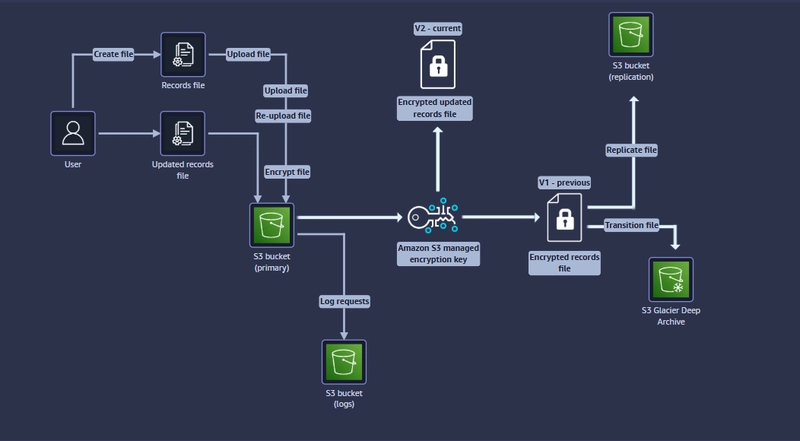 Create file
Upload file
Records file
Upload file
Re-upload file
User
Updated records
file
Encrypt file
S3 bucket
(primary)
Log requests
S3 bucket
(logs)
V2 - current
Encrypted updated
records file
Amazon S3 managed
encryption key
V1 - previous
Encrypted records
file
S3 bucket
(replication)
Replicate file
Transition file
S3 Glacier Deep
Archive